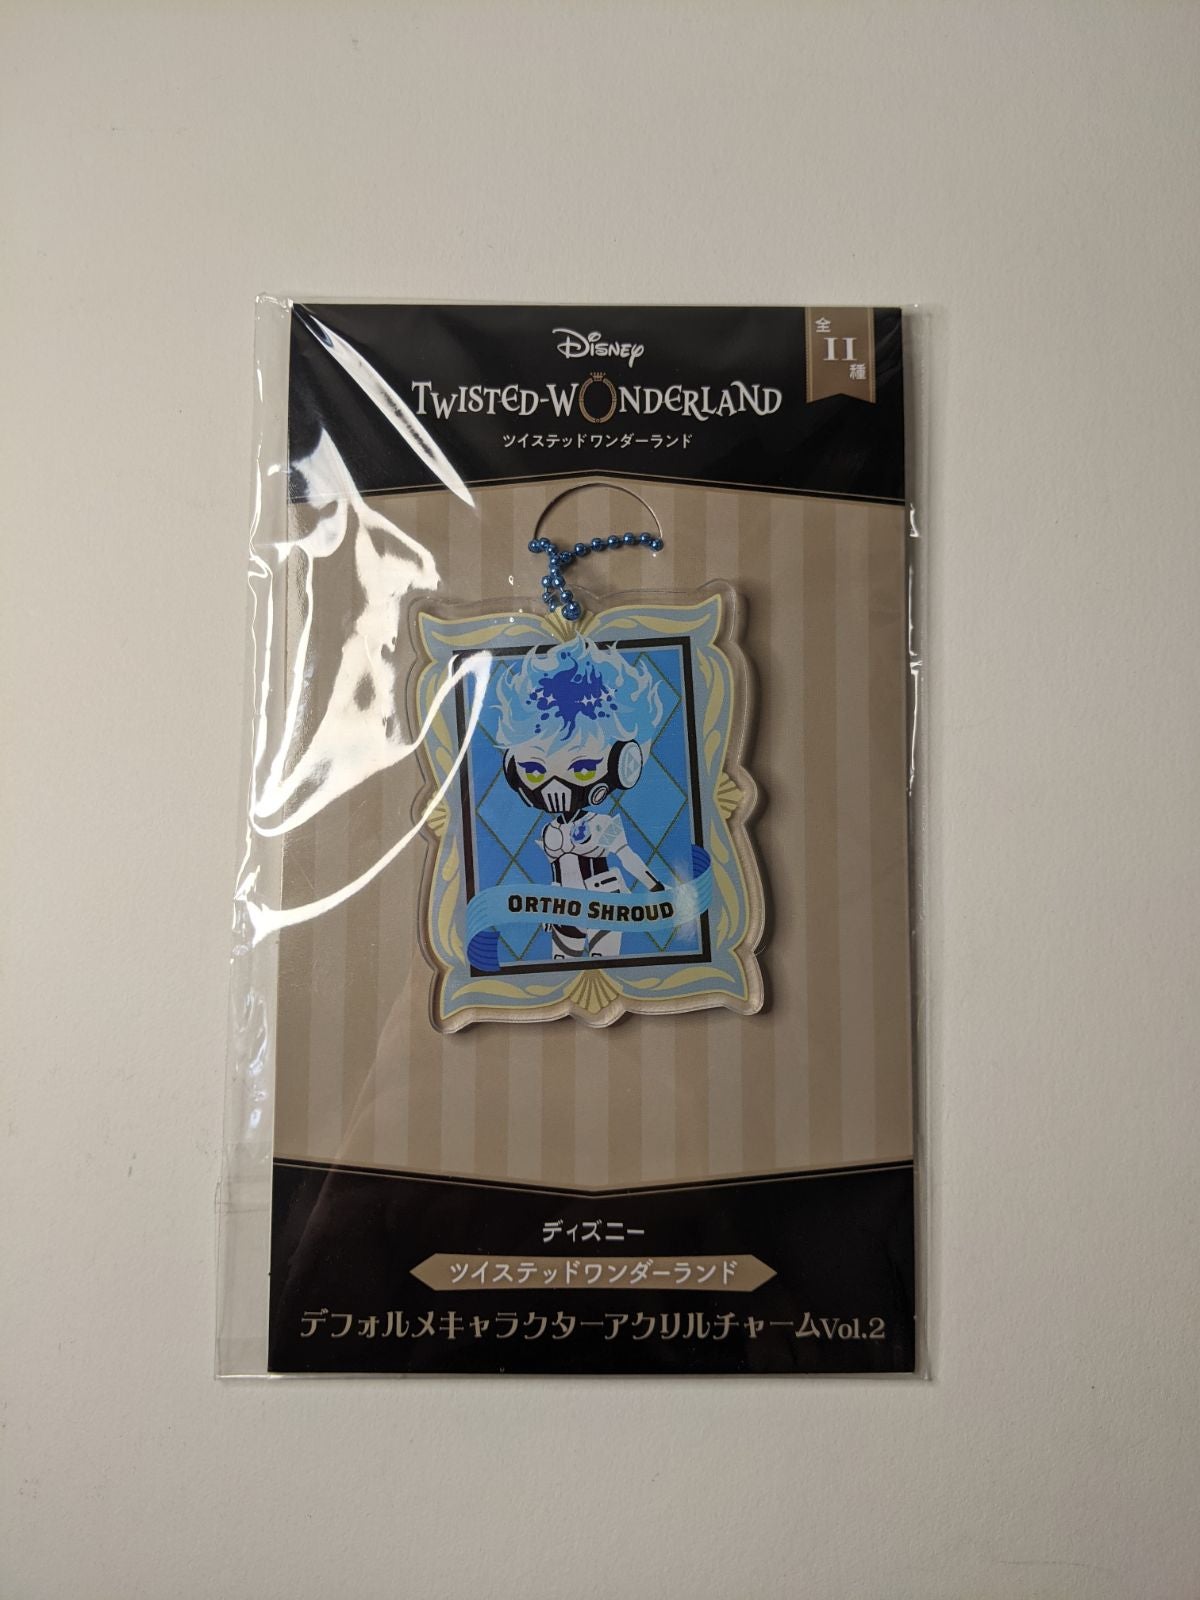 Disney
TWISTED-WONDERLAND
ツイステッドワンダーランド
全
11
種
ORTHO SHROUD
ディズニー
ツイステッドワンダーランド
デフォルメキャラクターアクリルチャームVol.2